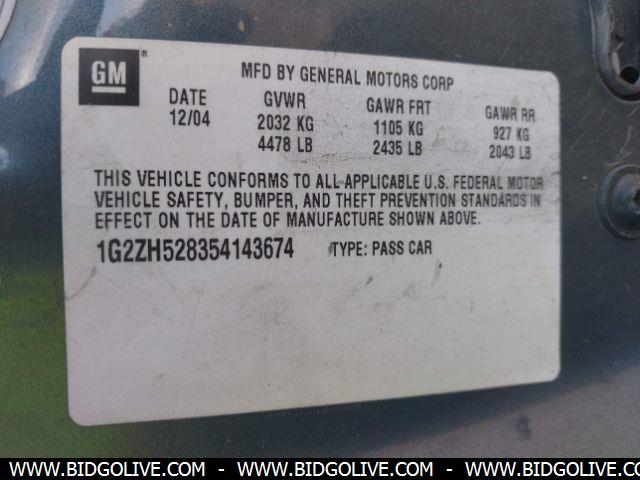 GM
MFD BY GENERAL MOTORS CORP
DATE GVWR GAWR FRT GAWR RR
12/04 2032 KG 1105 KG 927 KG
4478 LB 2435 LB 2043 LB
THIS VEHICLE CONFORMS TO ALL APPLICABLE U.S. FEDERAL MOTOR
VEHICLE SAFETY, BUMPER, AND THEFT PREVENTION STANDARDS IN
EFFECT ON THE DATE OF MANUFACTURE SHOWN ABOVE.
1G2ZH528354143674 TYPE: PASS CAR
WWW.BIDGOLIVE.COM - WWW.BIDGOLIVE.COM - WWW.BIDGOLIVE.COM